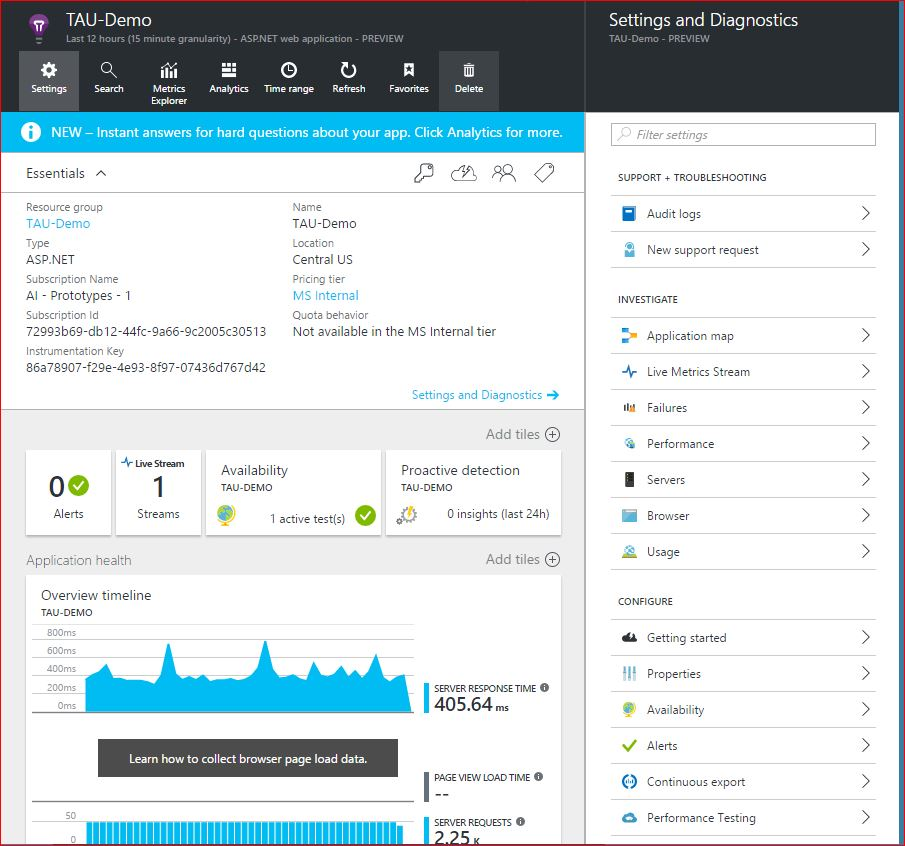 TAU-Demo
Last 12 hours (15 minute granularity) - ASP.NET web application - PREVIEW
Settings
Search
Metrics
Explorer
Analytics
Time range
Refresh
Favorites
Delete
NEW – Instant answers for hard questions about your app. Click Analytics for more.
Essentials
Resource group
TAU-Demo
Type
ASP.NET
Subscription Name
AI - Prototypes - 1
Subscription Id
72993b69-db12-44fc-9a66-9c2005c30513
Instrumentation Key
86a78907-f29e-4e93-8f97-07436d767d42
Name
TAU-Demo
Location
Central US
Pricing tier
MS Internal
Quota behavior
Not available in the MS Internal tier
Settings and Diagnostics
Add tiles
0
Alerts
Live Stream
1
Streams
Availability
TAU-DEMO
1 active test(s)
Proactive detection
TAU-DEMO
0 insights (last 24h)
Application health
Add tiles
Overview timeline
TAU-DEMO
800ms
600ms
400ms
200ms
0ms
SERVER RESPONSE TIME
405.64 ms
Learn how to collect browser page load data.
PAGE VIEW LOAD TIME
--
50
0
SERVER REQUESTS
2.25 K
Settings and Diagnostics
TAU-Demo - PREVIEW
Filter settings
SUPPORT + TROUBLESHOOTING
Audit logs
New support request
INVESTIGATE
Application map
Live Metrics Stream
Failures
Performance
Servers
Browser
Usage
CONFIGURE
Getting started
Properties
Availability
Alerts
Continuous export
Performance Testing